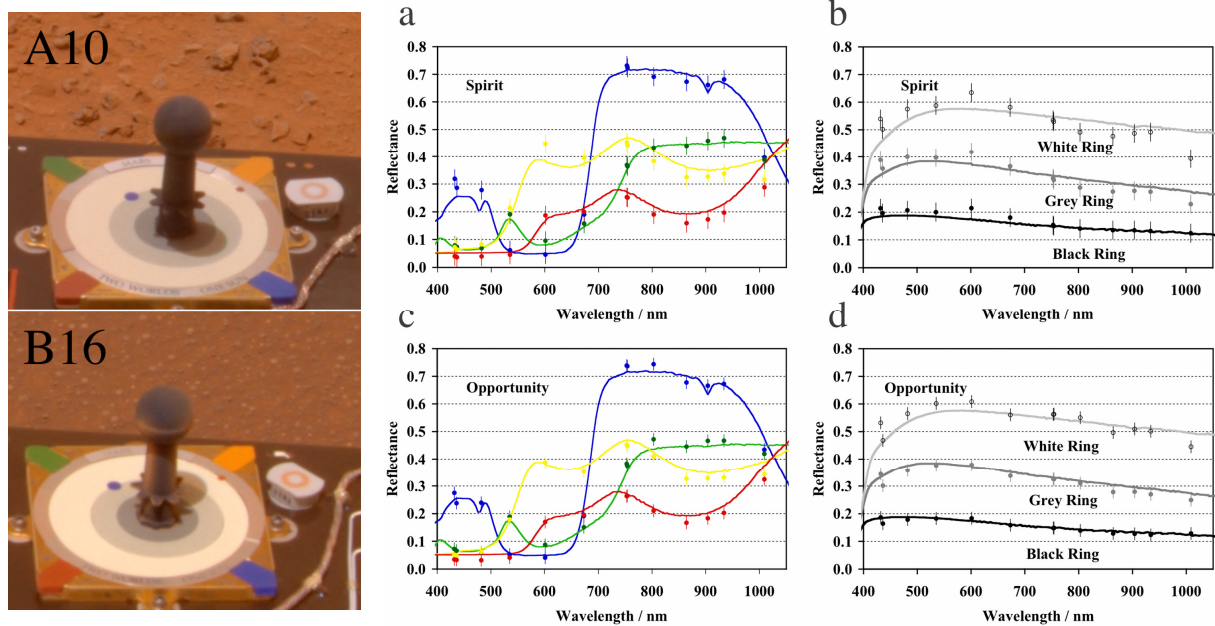 A10
MARS
TWO WORLDS
B16
a
0.8
0.7
0.6
0.5
0.4
0.3
0.2
0.1
0.0
Reflectance
Spirit
400 500 600 700 800 900 1000
Wavelength / nm
b
0.8
0.7
0.6
0.5
0.4
0.3
0.2
0.1
0.0
Reflectance
Spirit
White Ring
Grey Ring
Black Ring
400 500 600 700 800 900 1000
Wavelength / nm
c
0.8
0.7
0.6
0.5
0.4
0.3
0.2
0.1
0.0
Reflectance
Opportunity
400 500 600 700 800 900 1000
Wavelength / nm
d
0.8
0.7
0.6
0.5
0.4
0.3
0.2
0.1
0.0
Reflectance
Opportunity
White Ring
Grey Ring
Black Ring
400 500 600 700 800 900 1000
Wavelength / nm